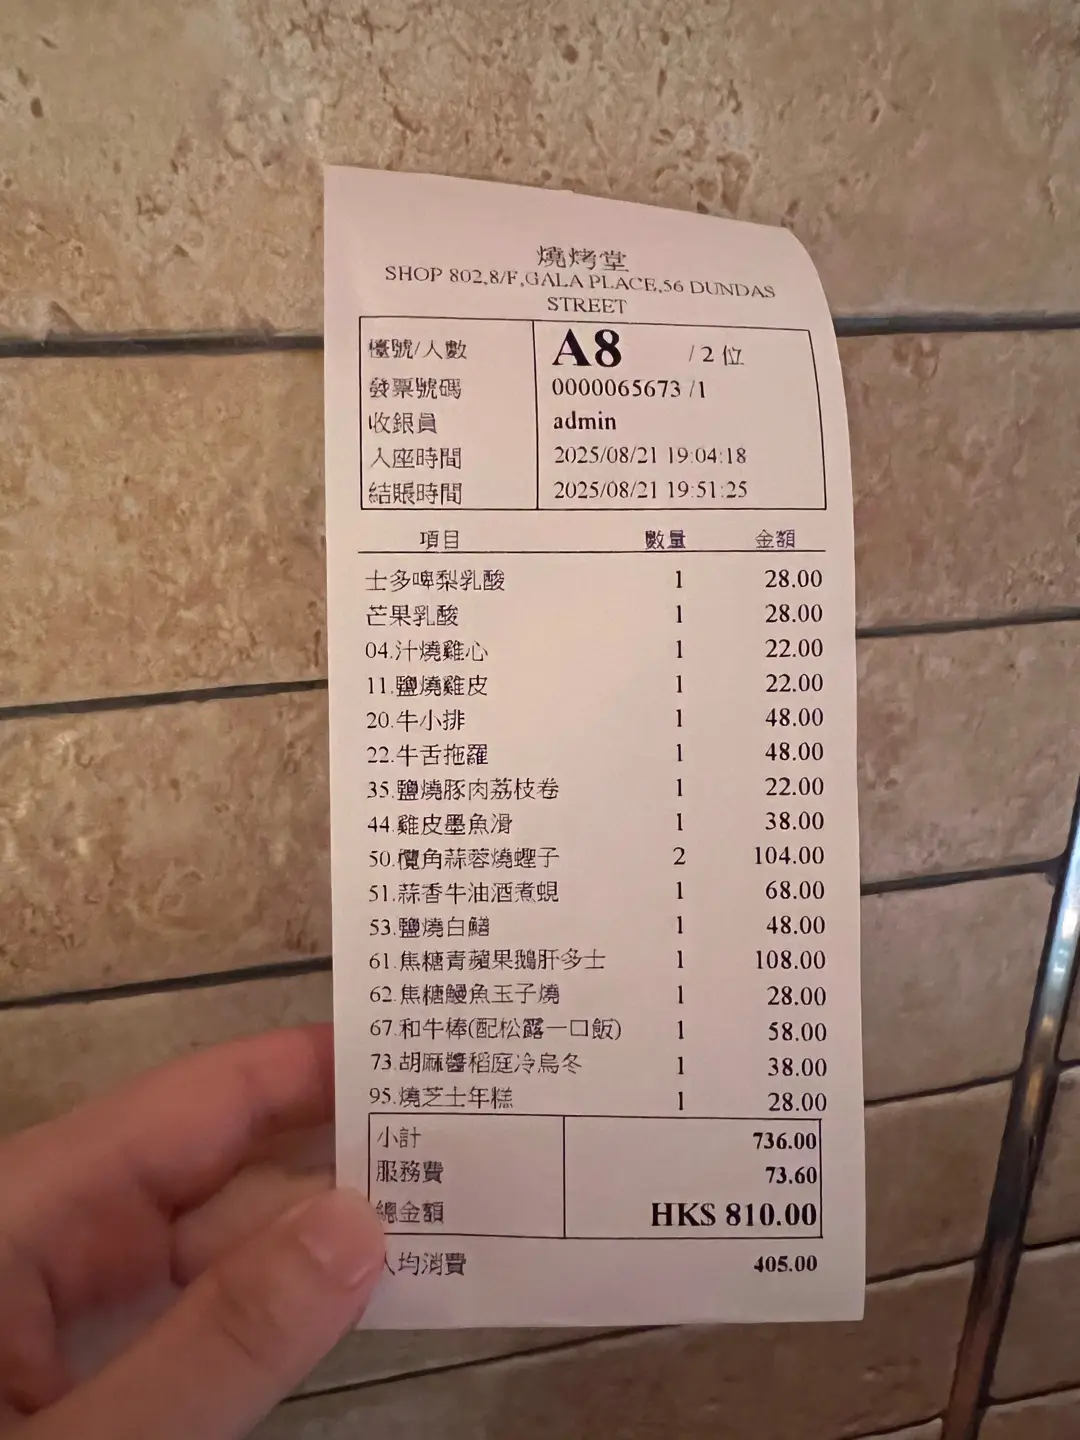 燒烤堂
SHOP 802,8/F,GALA PLACE,56 DUNDAS
STREET
檯號/人數 A8 / 2 位
發票號碼 0000065673 /1
收銀員 admin
入座時間 2025/08/21 19:04:18
結賬時間 2025/08/21 19:51:25
項目 數量 金額
士多啤梨乳酸 1 28.00
芒果乳酸 1 28.00
04.汁燒雞心 1 22.00
11.鹽燒雞皮 1 22.00
20.牛小排 1 48.00
22.牛舌拖羅 1 48.00
35.鹽燒豚肉荔枝卷 1 22.00
44.雞皮墨魚滑 1 38.00
50.欖角蒜蓉燒蟶子 2 104.00
51.蒜香牛油酒煮蜆 1 68.00
53.鹽燒白鱔 1 48.00
61.焦糖青蘋果鵝肝多士 1 108.00
62.焦糖鰻魚玉子燒 1 28.00
67.和牛棒(配松露一口飯) 1 58.00
73.胡麻醬稻庭冷烏冬 1 38.00
95.燒芝士年糕 1 28.00
小計 736.00
服務費 73.60
總金額 HK$ 810.00
人均消費 405.00